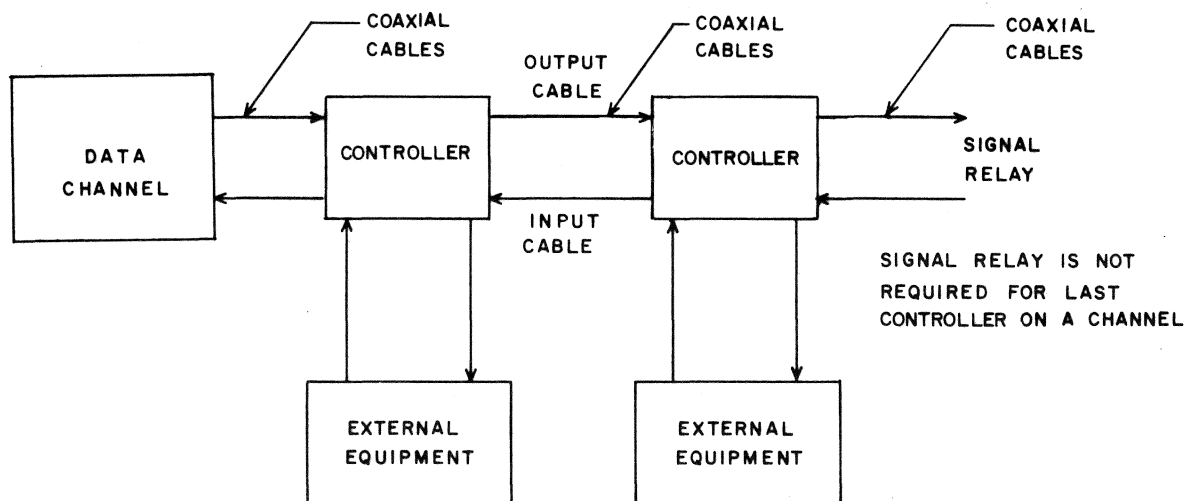 COAXIAL
CABLES
COAXIAL
CABLES
COAXIAL
CABLES
OUTPUT
CABLE
DATA
CHANNEL
CONTROLLER
CONTROLLER
SIGNAL
RELAY
INPUT
CABLE
SIGNAL RELAY IS NOT
REQUIRED FOR LAST
CONTROLLER ON A CHANNEL
EXTERNAL
EQUIPMENT
EXTERNAL
EQUIPMENT